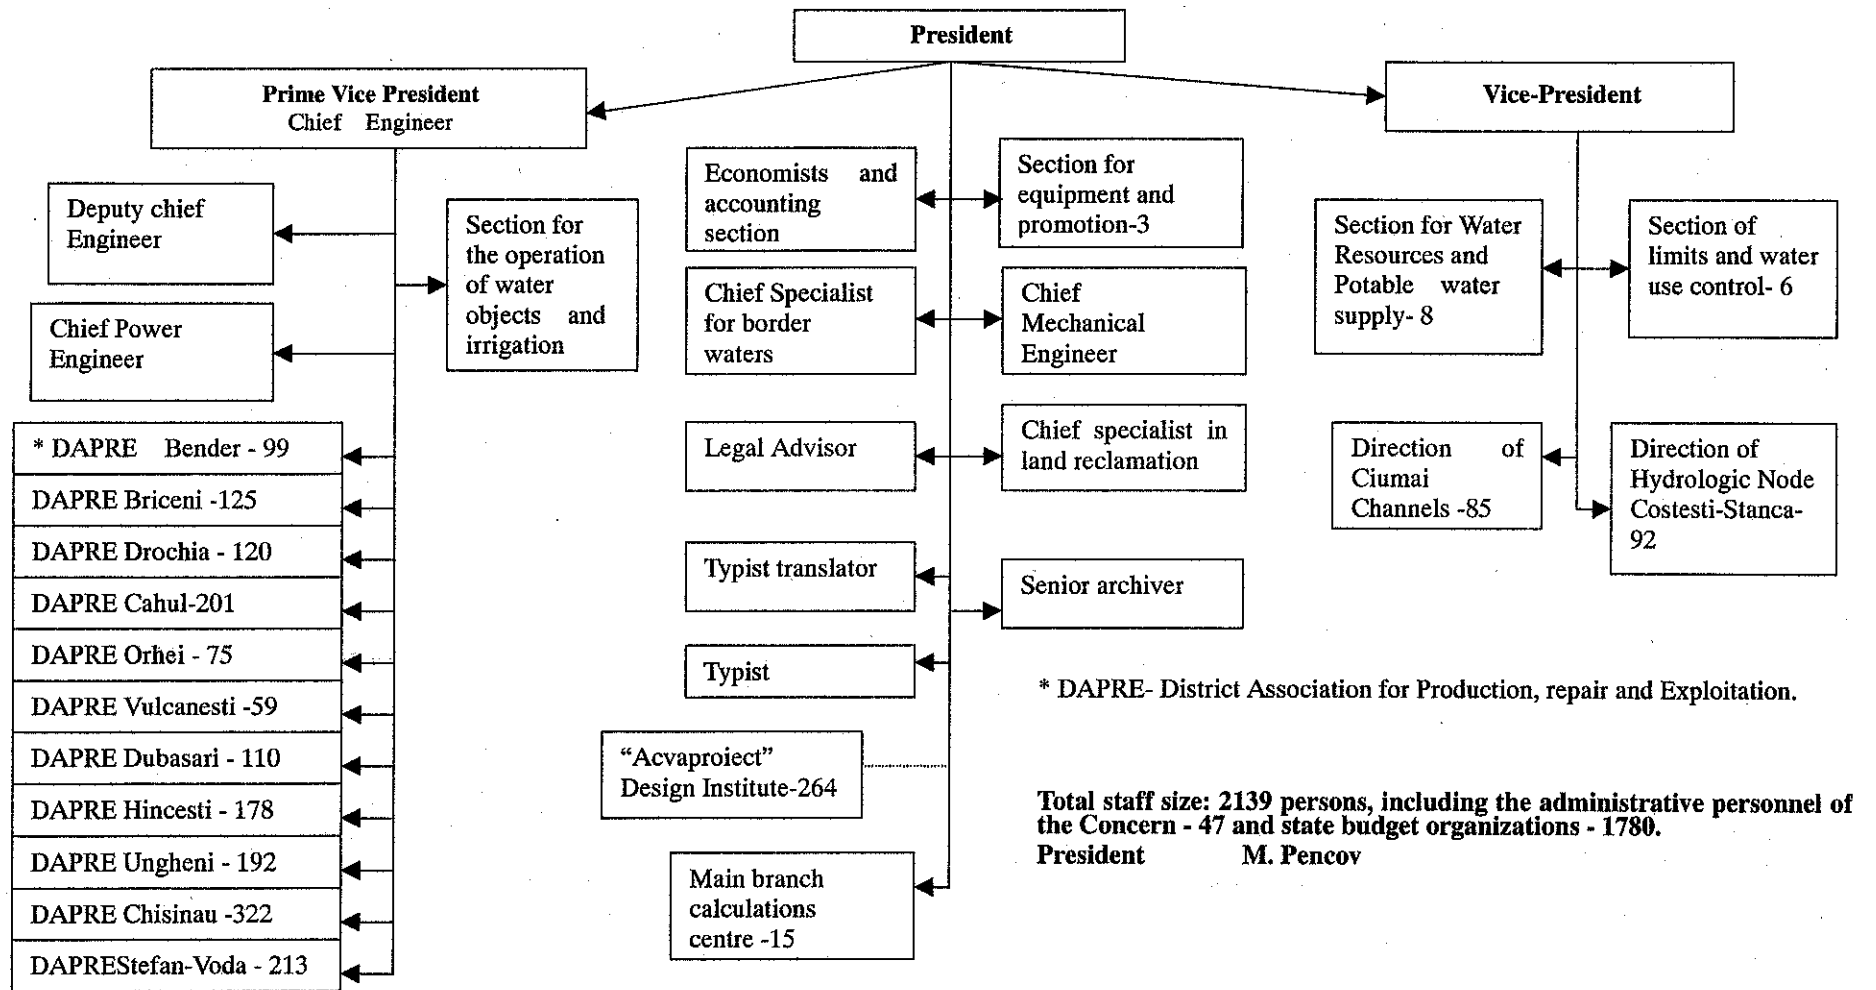 President
Prime Vice President
Chief Engineer
Vice-President
Deputy chief
Engineer
Section for
the operation
of water
objects and
irrigation
Chief Power
Engineer
* DAPRE Bender - 99
DAPRE Briceni -125
DAPRE Drochia - 120
DAPRE Cahul-201
DAPRE Orhei - 75
DAPRE Vulcanesti -59
DAPRE Dubasari - 110
DAPRE Hincesti - 178
DAPRE Ungheni - 192
DAPRE Chisinau -322
DAPREStefan-Voda - 213
Economists and
accounting
section
Section for
equipment and
promotion-3
Chief Specialist
for border
waters
Chief
Mechanical
Engineer
Legal Advisor
Chief specialist in
land reclamation
Typist translator
Senior archiver
Typist
“Acvaproiect”
Design Institute-264
Main branch
calculations
centre -15
Section for Water
Resources and
Potable water
supply- 8
Section of
limits and water
use control- 6
Direction of
Ciumai
Channels -85
Direction of
Hydrologic Node
Costesti-Stanca-
92
* DAPRE- District Association for Production, repair and Exploitation.
Total staff size: 2139 persons, including the administrative personnel of
the Concern - 47 and state budget organizations - 1780.
President M. Pencov